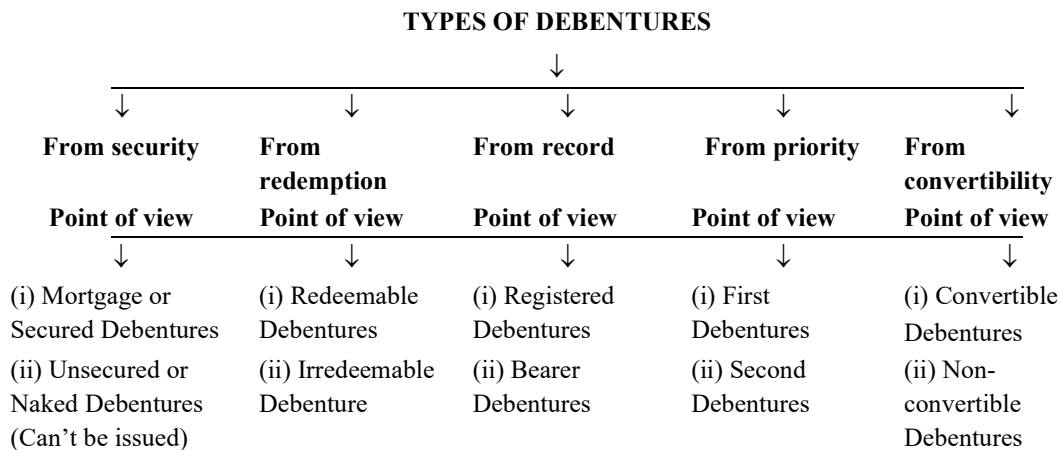 TYPES OF DEBENTURES
↓
↓ ↓ ↓ ↓ ↓
From security From From record From priority From
redemption convertibility
Point of view Point of view Point of view Point of view Point of view
↓ ↓ ↓ ↓ ↓
(i) Mortgage or (i) Redeemable (i) Registered (i) First (i) Convertible
Secured Debentures Debentures Debentures Debentures Debentures
(ii) Unsecured or (ii) Irredeemable (ii) Bearer (ii) Second (ii) Non-
Naked Debentures Debenture Debentures Debentures convertible
(Can’t be issued) Debentures